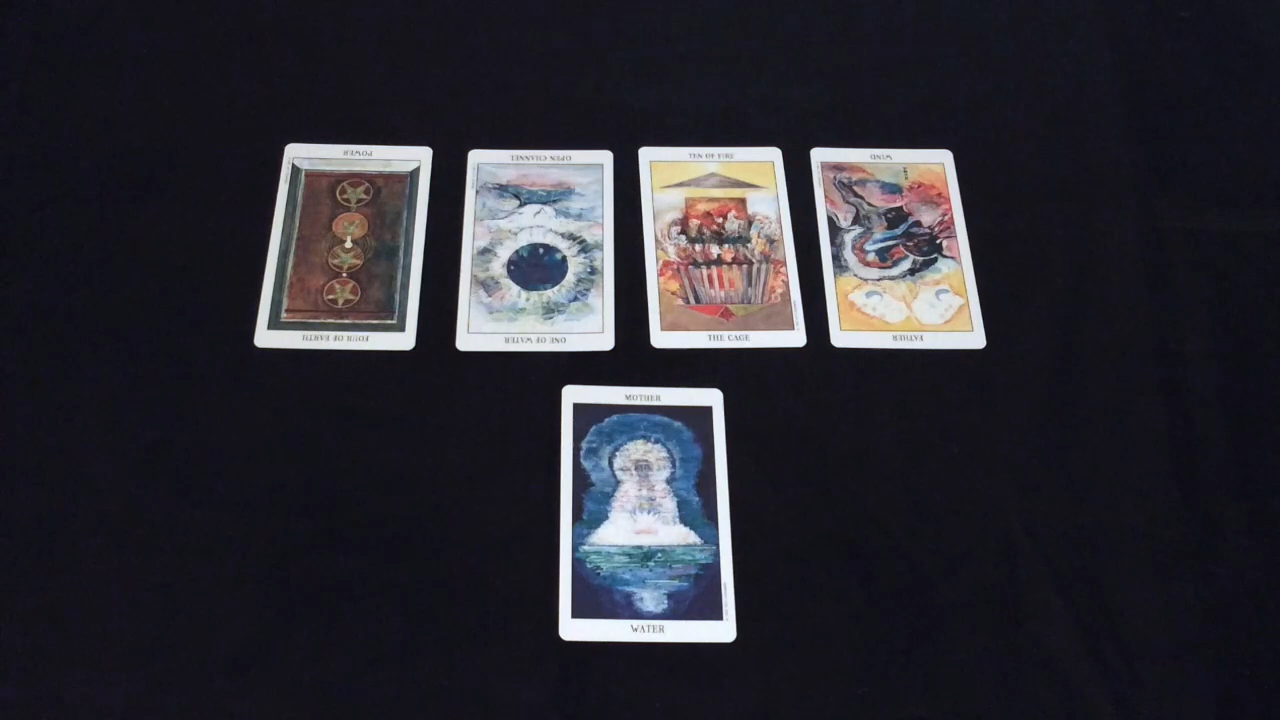 POWER
FOUR OF EARTH
OPEN CHANNEL
ONE OF WATER
TEN OF FIRE
THE CAGE
WIND
FATHER
MOTHER
WATER